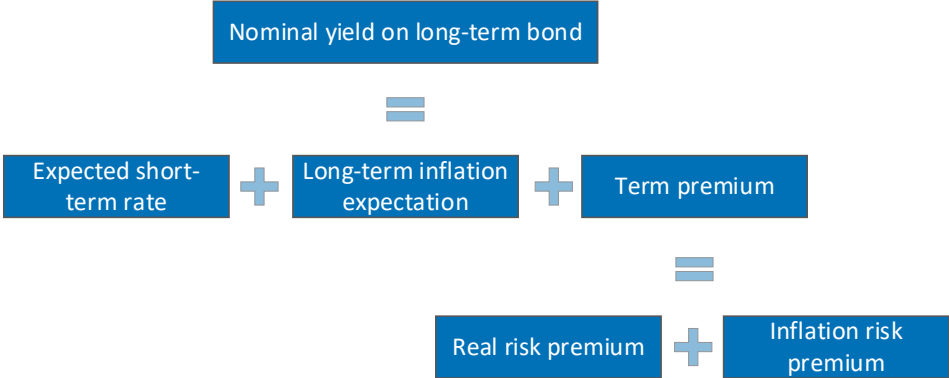 Nominal yield on long-term bond
=
Expected short-
term rate
+
Long-term inflation
expectation
+
Term premium
=
Real risk premium
+
Inflation risk
premium